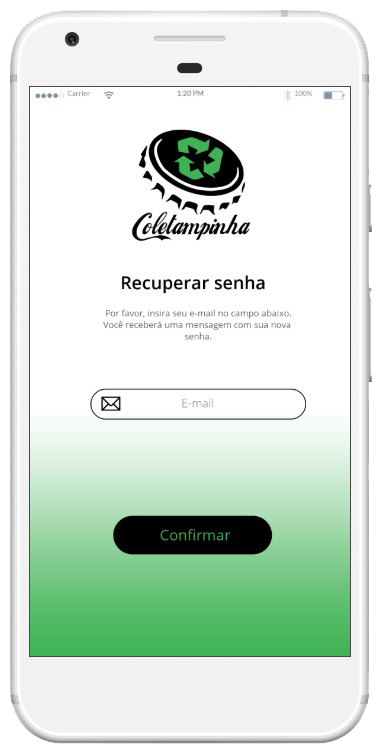 Carrier 1:20 PM 100%
Coletampinha
Recuperar senha
Por favor, insira seu e-mail no campo abaixo.
Você receberá uma mensagem com sua nova
senha.
E-mail
Confirmar